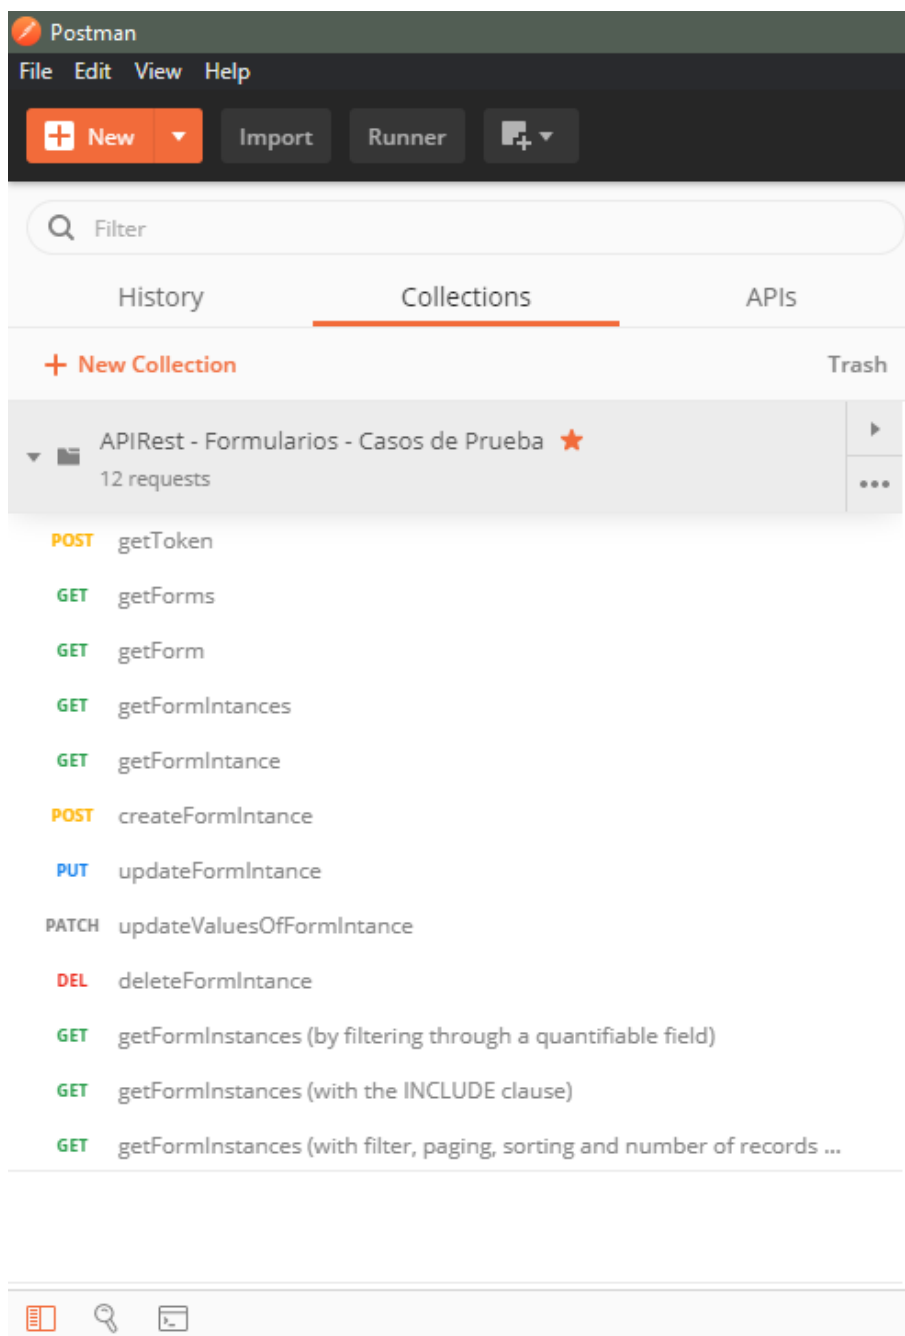 Postman
File Edit View Help
New Import Runner
Filter
History Collections APIs
New Collection Trash
APIRest - Formularios - Casos de Prueba
12 requests
POST getToken
GET getForms
GET getForm
GET getFormIntances
GET getFormIntance
POST createFormIntance
PUT updateFormIntance
PATCH updateValuesOfFormIntance
DEL deleteFormIntance
GET getFormInstances (by filtering through a quantifiable field)
GET getFormInstances (with the INCLUDE clause)
GET getFormInstances (with filter, paging, sorting and number of records ...